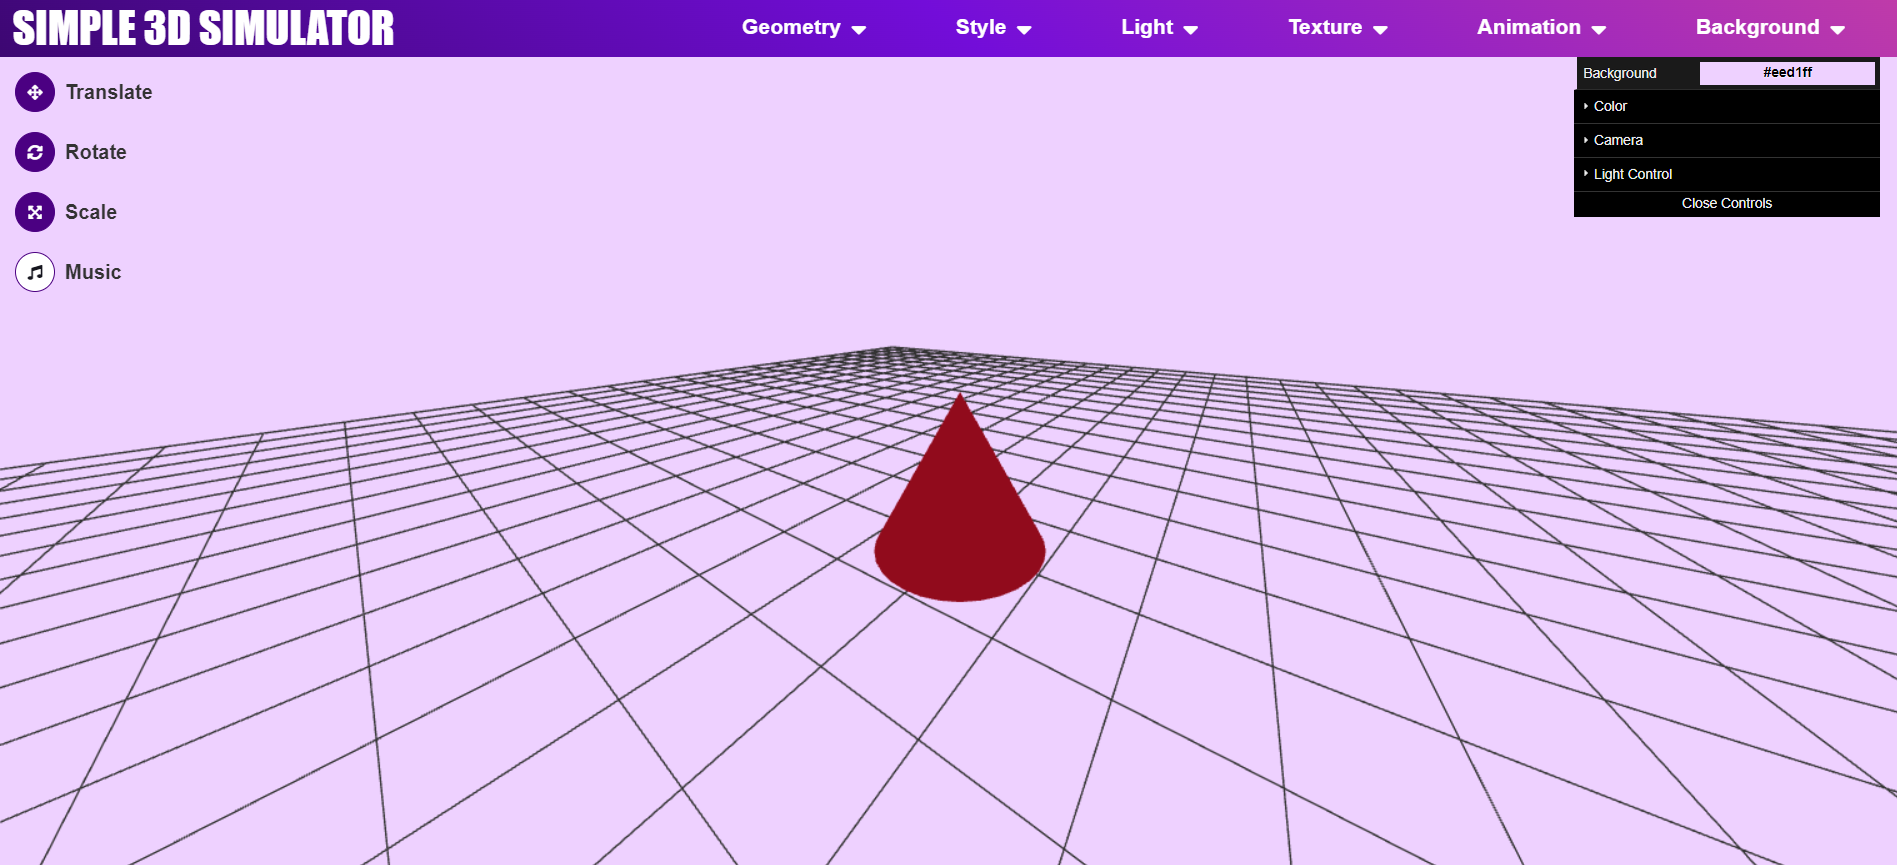 SIMPLE 3D SIMULATOR
Geometry
Style
Light
Texture
Animation
Background
Translate
Rotate
Scale
Music
Background #eed1ff
Color
Camera
Light Control
Close Controls